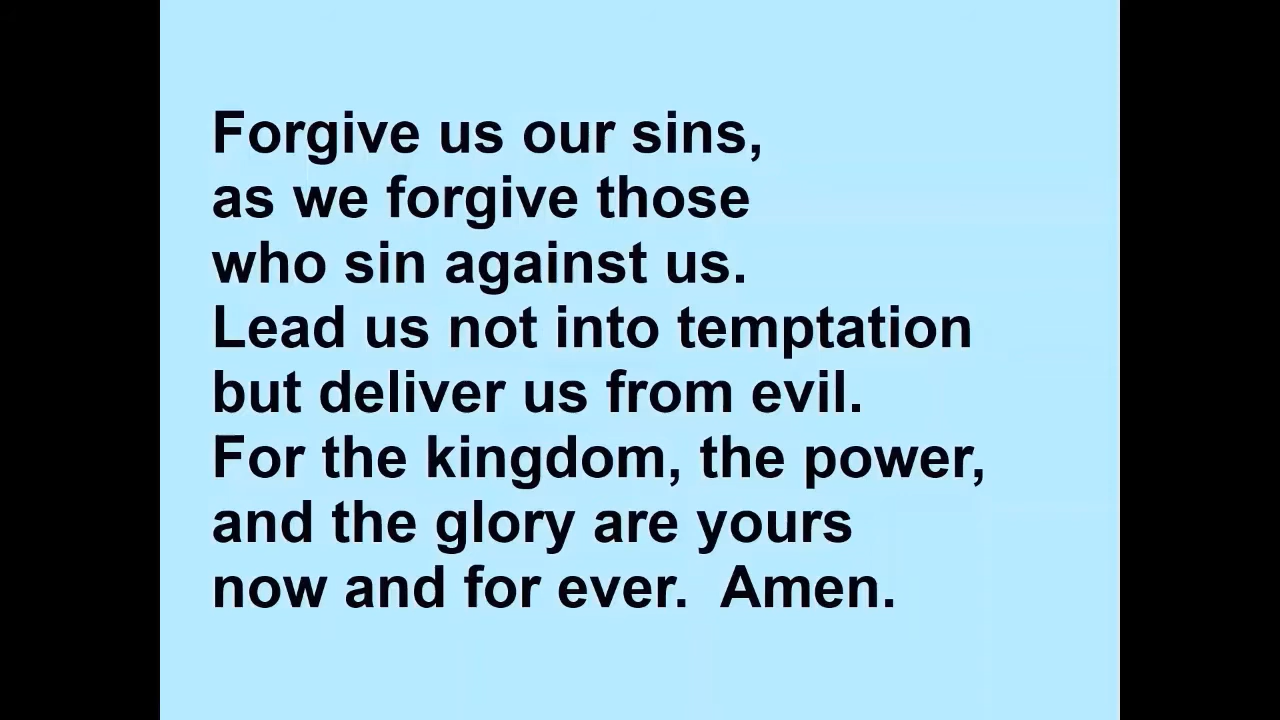 Forgive us our sins,
as we forgive those
who sin against us.
Lead us not into temptation
but deliver us from evil.
For the kingdom, the power,
and the glory are yours
now and for ever.  Amen.